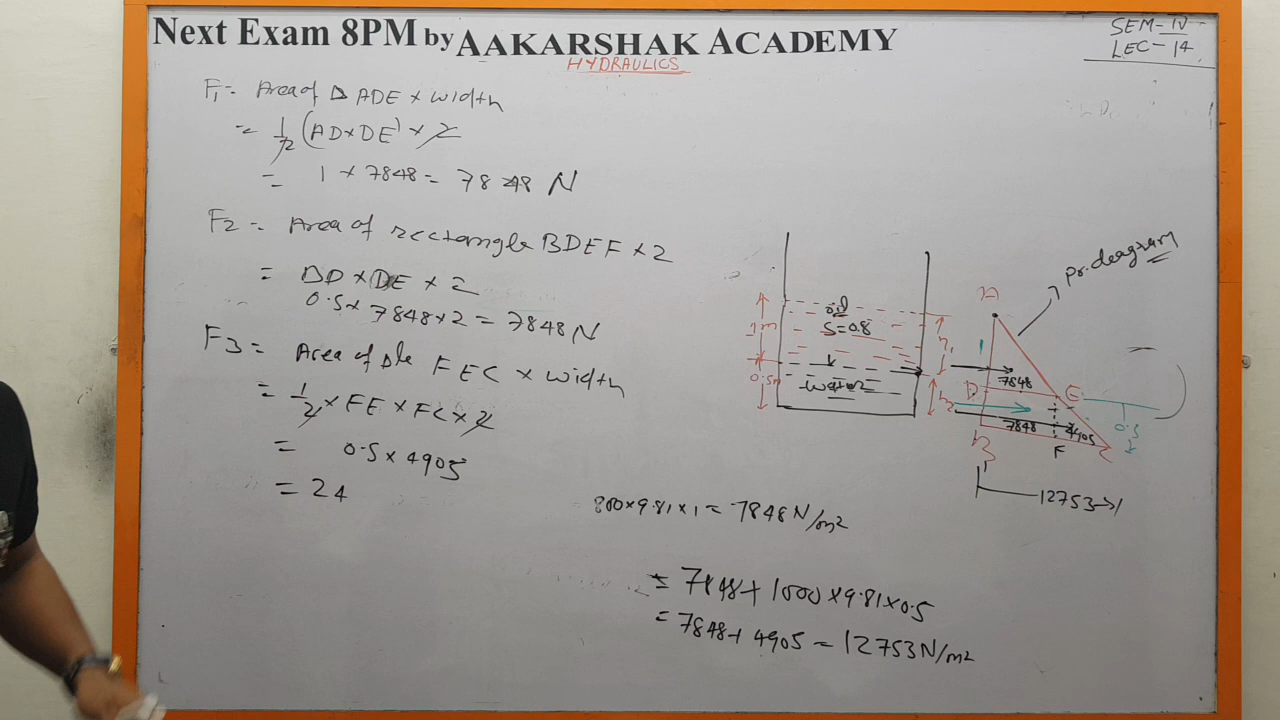 Next Exam 8PM by AAKARSHAK ACADEMY
SEM-IV
LEC-14
HYDRAULICS
F1 = Area of Δ ADE × width
= 1/2 (AD×DE) × 2
= 1 × 7848 = 7848 N
F2 = Area of rectangle BDEF × 2
= BD × DE × 2
0.5 × 7848 × 2 = 7848 N
F3 = Area of Δle FEC × width
= 1/2 × FE × FC × 2
= 0.5 × 4905
= 24
800×9.81×1 = 7848 N/m2
= 7848 + 1000×9.81×0.5
= 7848 + 4905 = 12753 N/m2
A
oil
S=0.8
1m
0.5m
water
h1
h2
pr. diagram
A
1
7848
D
E
7848
4905
0.5
B
F
C
12753